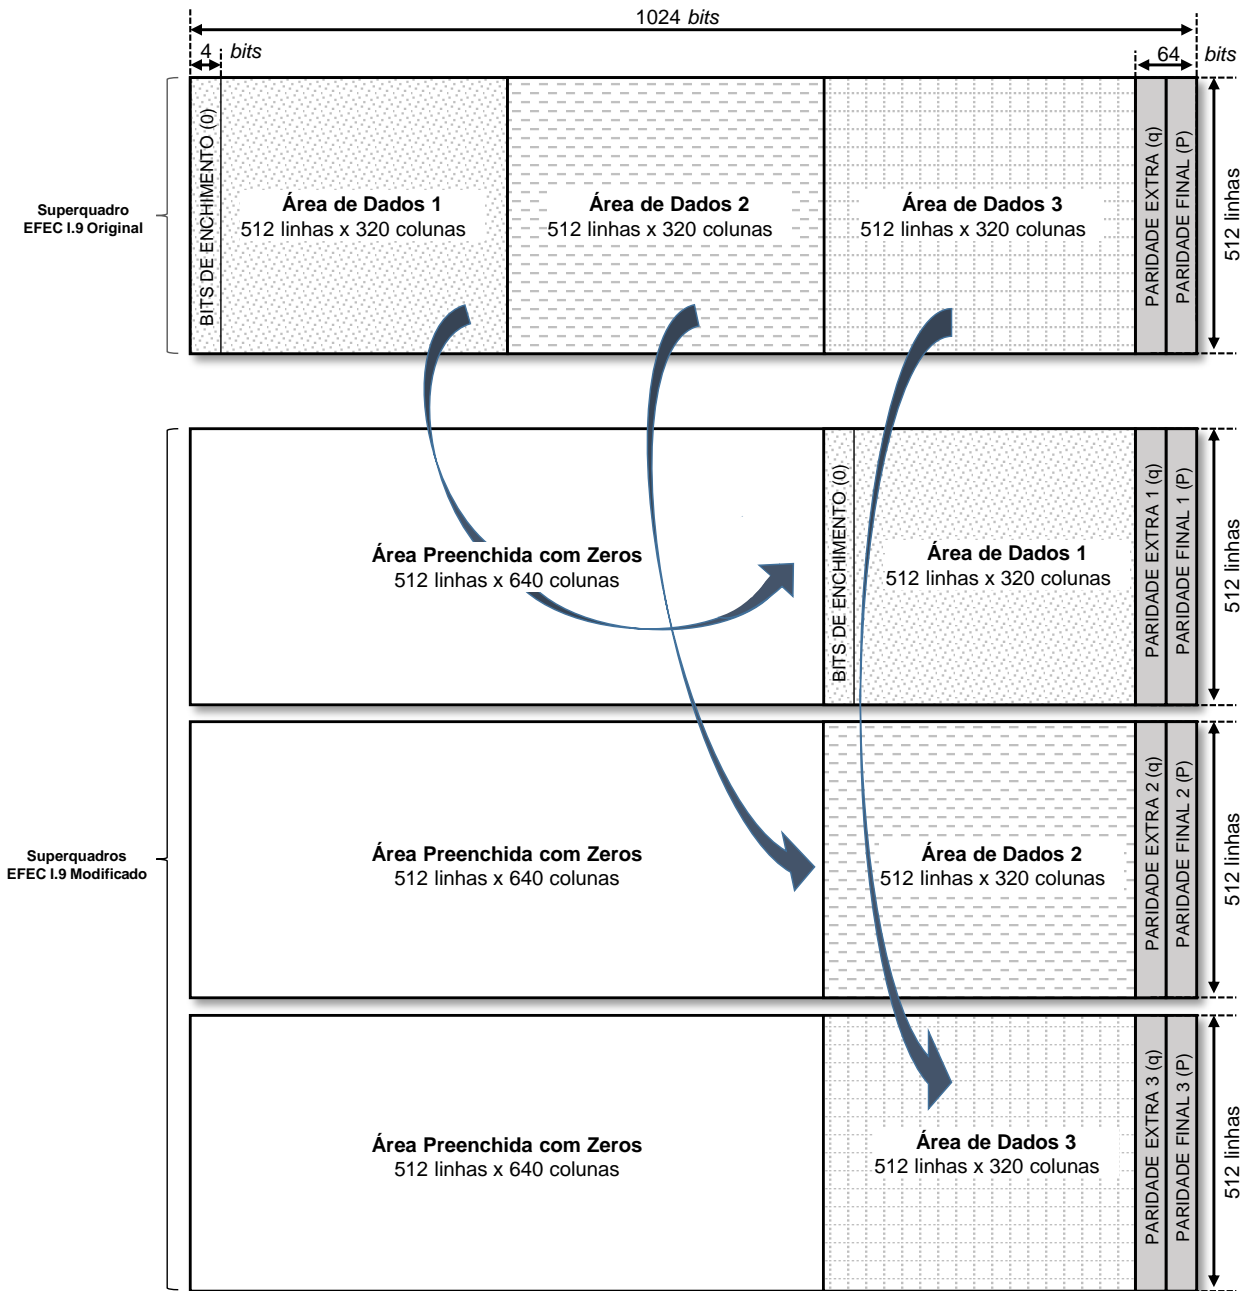 1024 bits
4 bits
64 bits
Superquadro
EFEC I.9 Original
BITS DE ENCHIMENTO (0)
Área de Dados 1
512 linhas x 320 colunas
Área de Dados 2
512 linhas x 320 colunas
Área de Dados 3
512 linhas x 320 colunas
PARIDADE EXTRA (q)
PARIDADE FINAL (P)
512 linhas
Superquadros
EFEC I.9 Modificado
Área Preenchida com Zeros
512 linhas x 640 colunas
BITS DE ENCHIMENTO (0)
Área de Dados 1
512 linhas x 320 colunas
PARIDADE EXTRA 1 (q)
PARIDADE FINAL 1 (P)
512 linhas
Área Preenchida com Zeros
512 linhas x 640 colunas
Área de Dados 2
512 linhas x 320 colunas
PARIDADE EXTRA 2 (q)
PARIDADE FINAL 2 (P)
512 linhas
Área Preenchida com Zeros
512 linhas x 640 colunas
Área de Dados 3
512 linhas x 320 colunas
PARIDADE EXTRA 3 (q)
PARIDADE FINAL 3 (P)
512 linhas